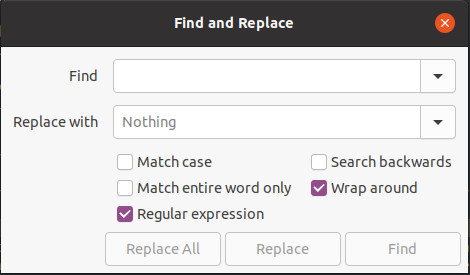 Find and Replace
Find
Replace with Nothing
Match case Search backwards
Match entire word only Wrap around
Regular expression
Replace All Replace Find